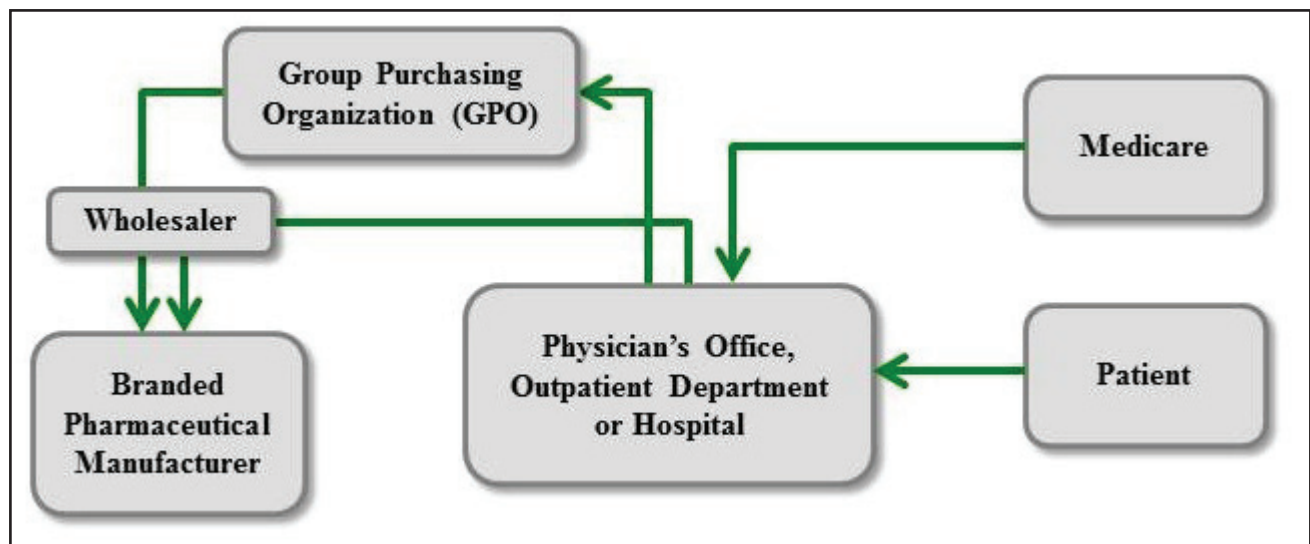 Group Purchasing
Organization (GPO)
Medicare
Wholesaler
Physician's Office,
Outpatient Department
or Hospital
Patient
Branded
Pharmaceutical
Manufacturer